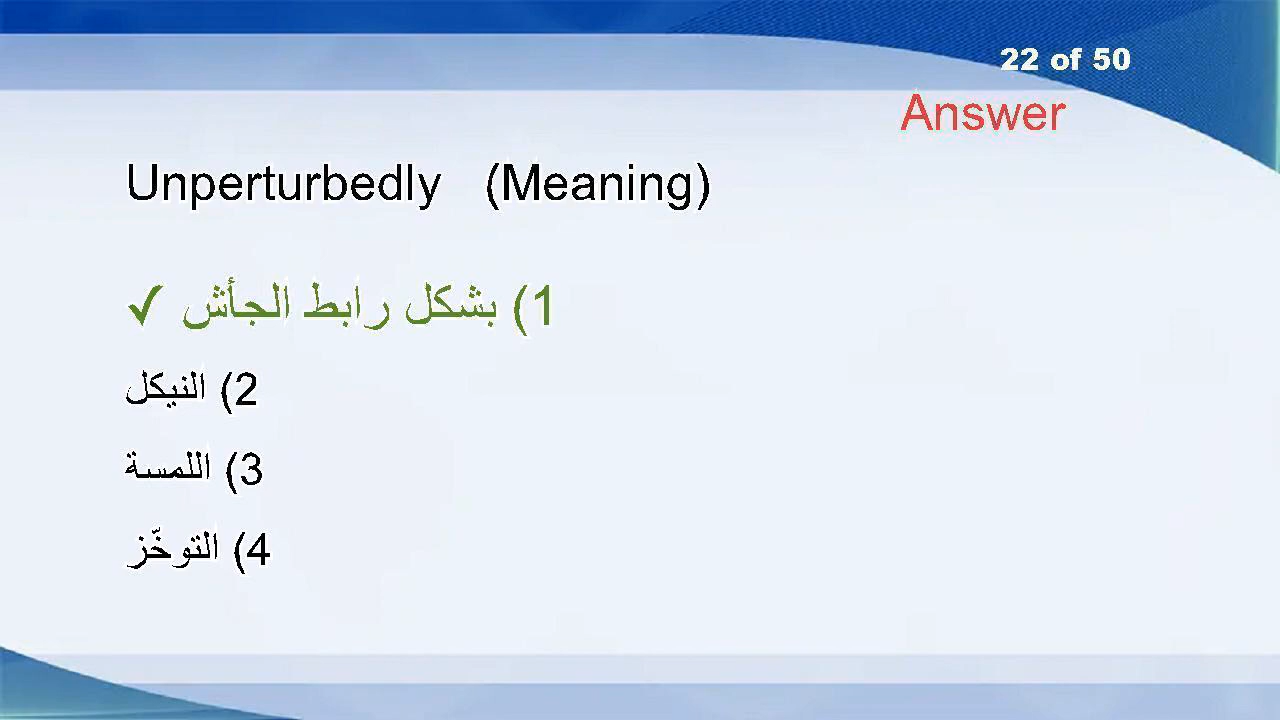 22 of 50
Answer
Unperturbedly (Meaning)
1) بشكل رابط الجأش ✓
2) النيكل
3) اللمسة
4) التوخّز